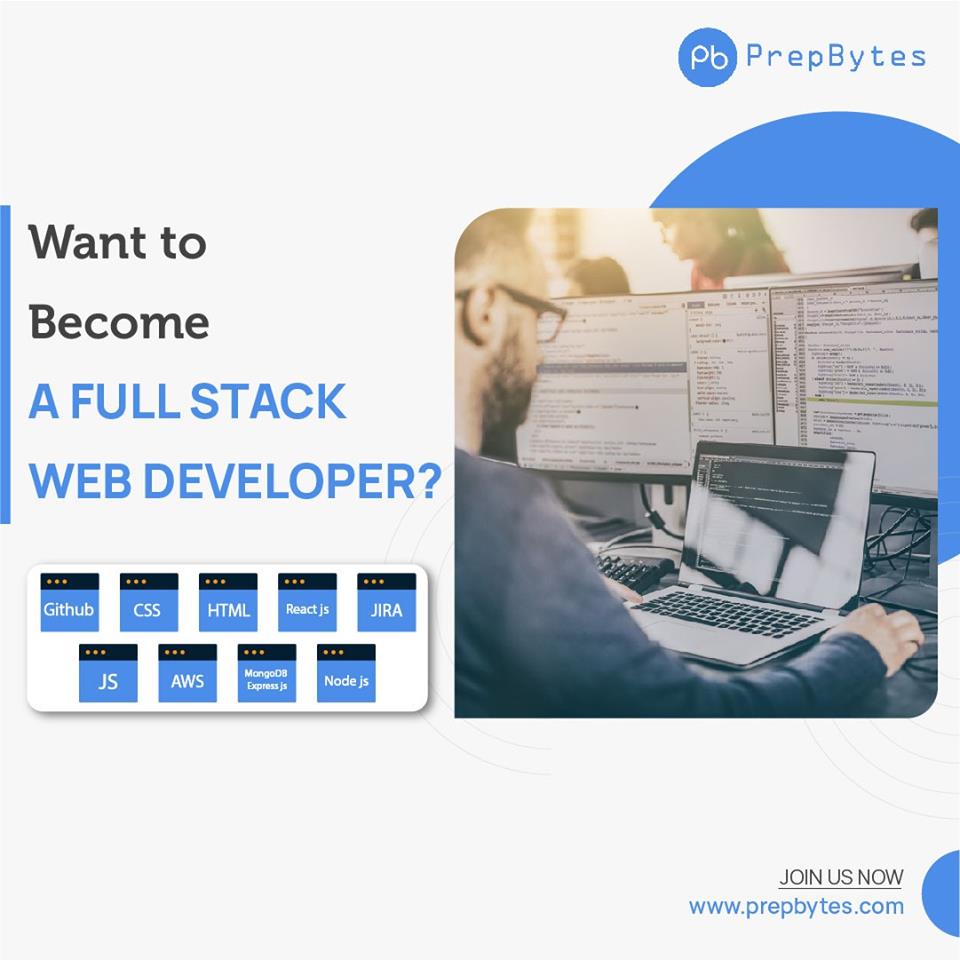 Pb PrepBytes
Want to
Become
A FULL STACK
WEB DEVELOPER?
Github CSS HTML React js JIRA
JS AWS MongoDB Express js Node js
JOIN US NOW
www.prepbytes.com